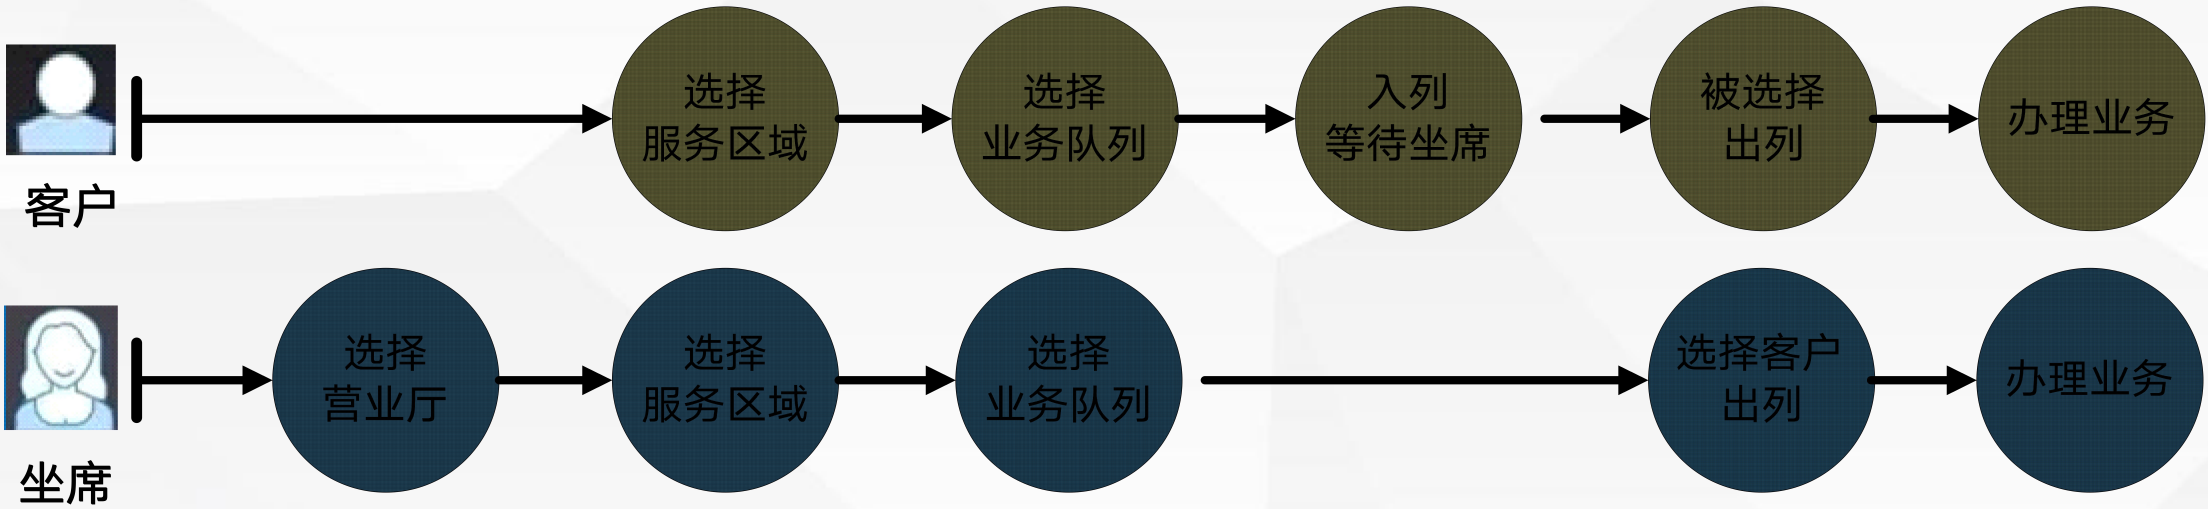 客户
选择
服务区域
选择
业务队列
入列
等待坐席
被选择
出列
办理业务
坐席
选择
营业厅
选择
服务区域
选择
业务队列
选择客户
出列
办理业务